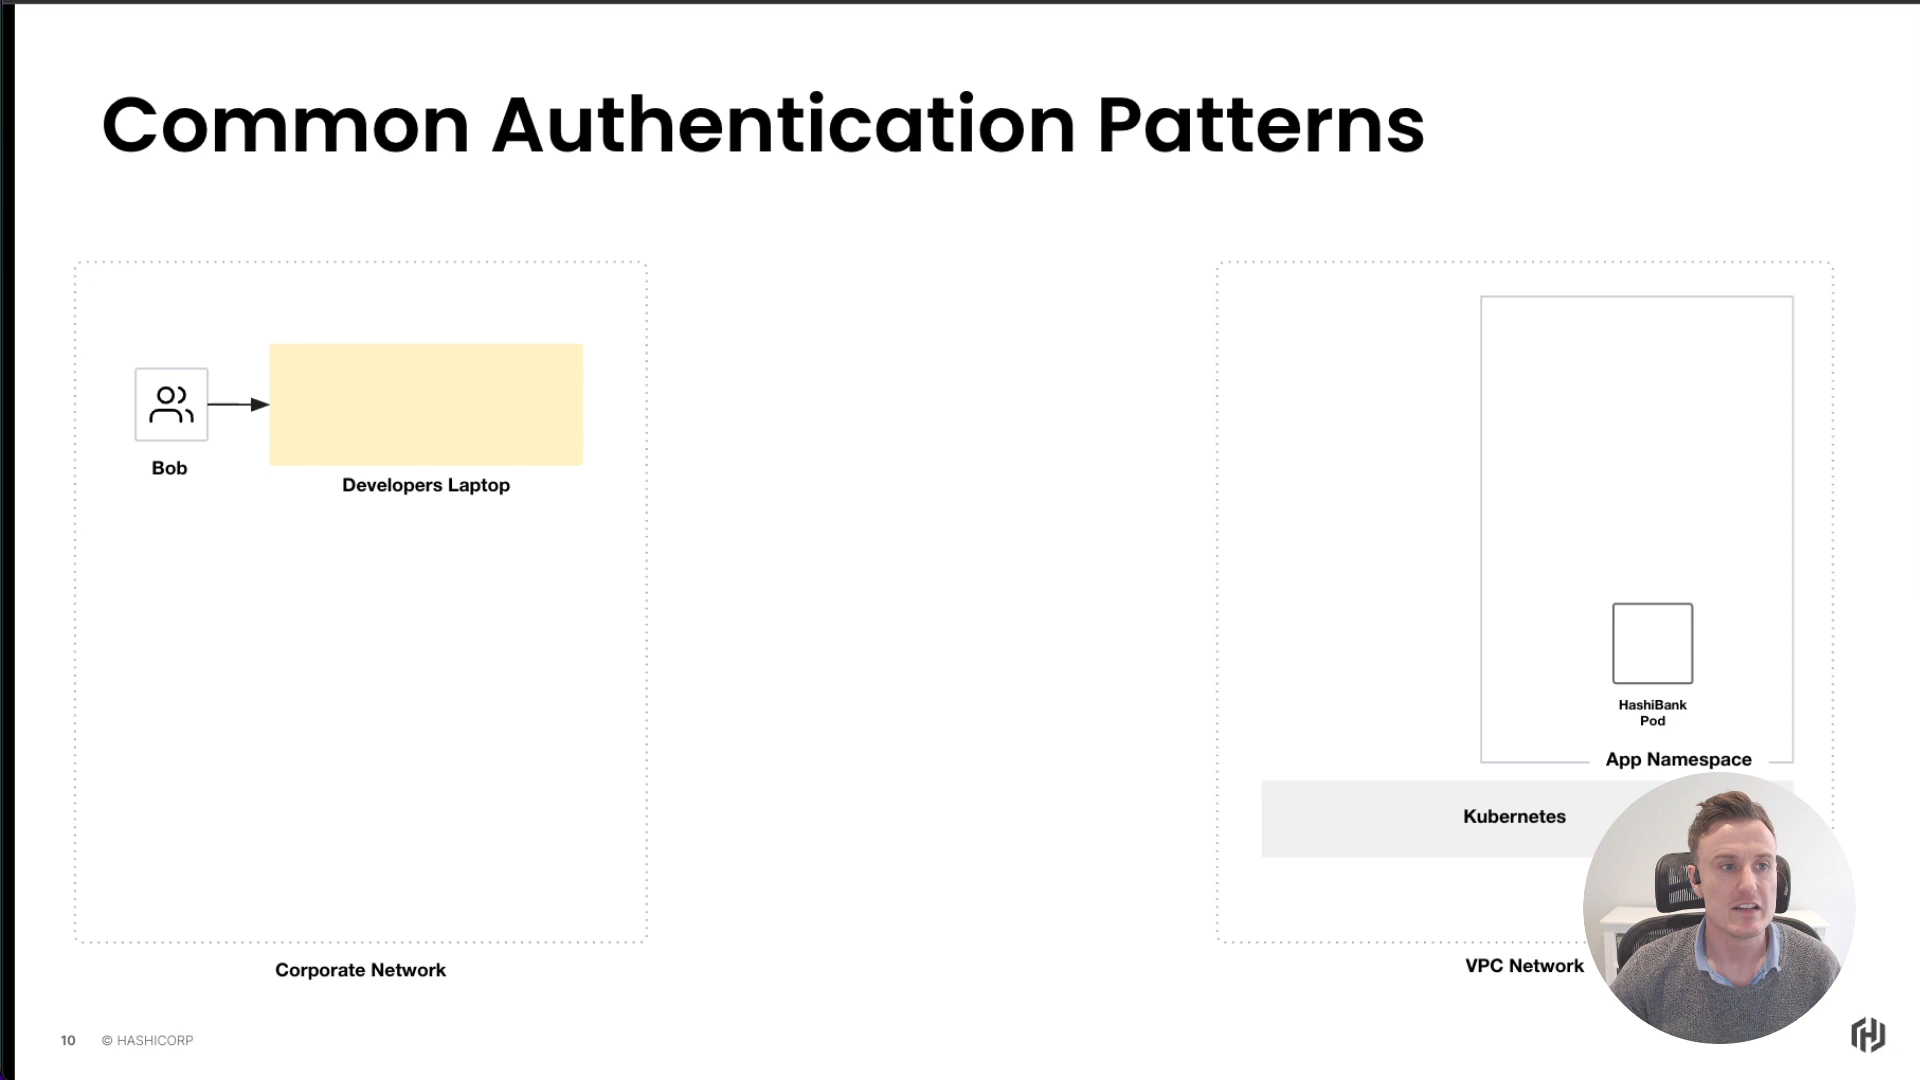 Common Authentication Patterns
Bob
Developers Laptop
Corporate Network
HashiBank
Pod
App Namespace
Kubernetes
VPC Network
10
© HASHICORP